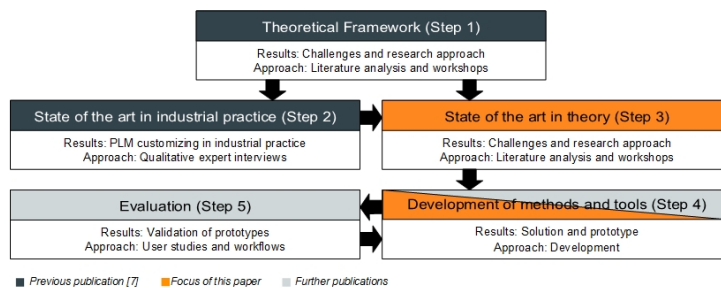 Theoretical Framework (Step 1)
Results: Challenges and research approach
Approach: Literature analysis and workshops
State of the art in industrial practice (Step 2)
Results: PLM customizing in industrial practice
Approach: Qualitative expert interviews
State of the art in theory (Step 3)
Results: Challenges and research approach
Approach: Literature analysis and workshops
Evaluation (Step 5)
Results: Validation of prototypes
Approach: User studies and workflows
Development of methods and tools (Step 4)
Results: Solution and prototype
Approach: Development
Previous publication [7] Focus of this paper Further publications